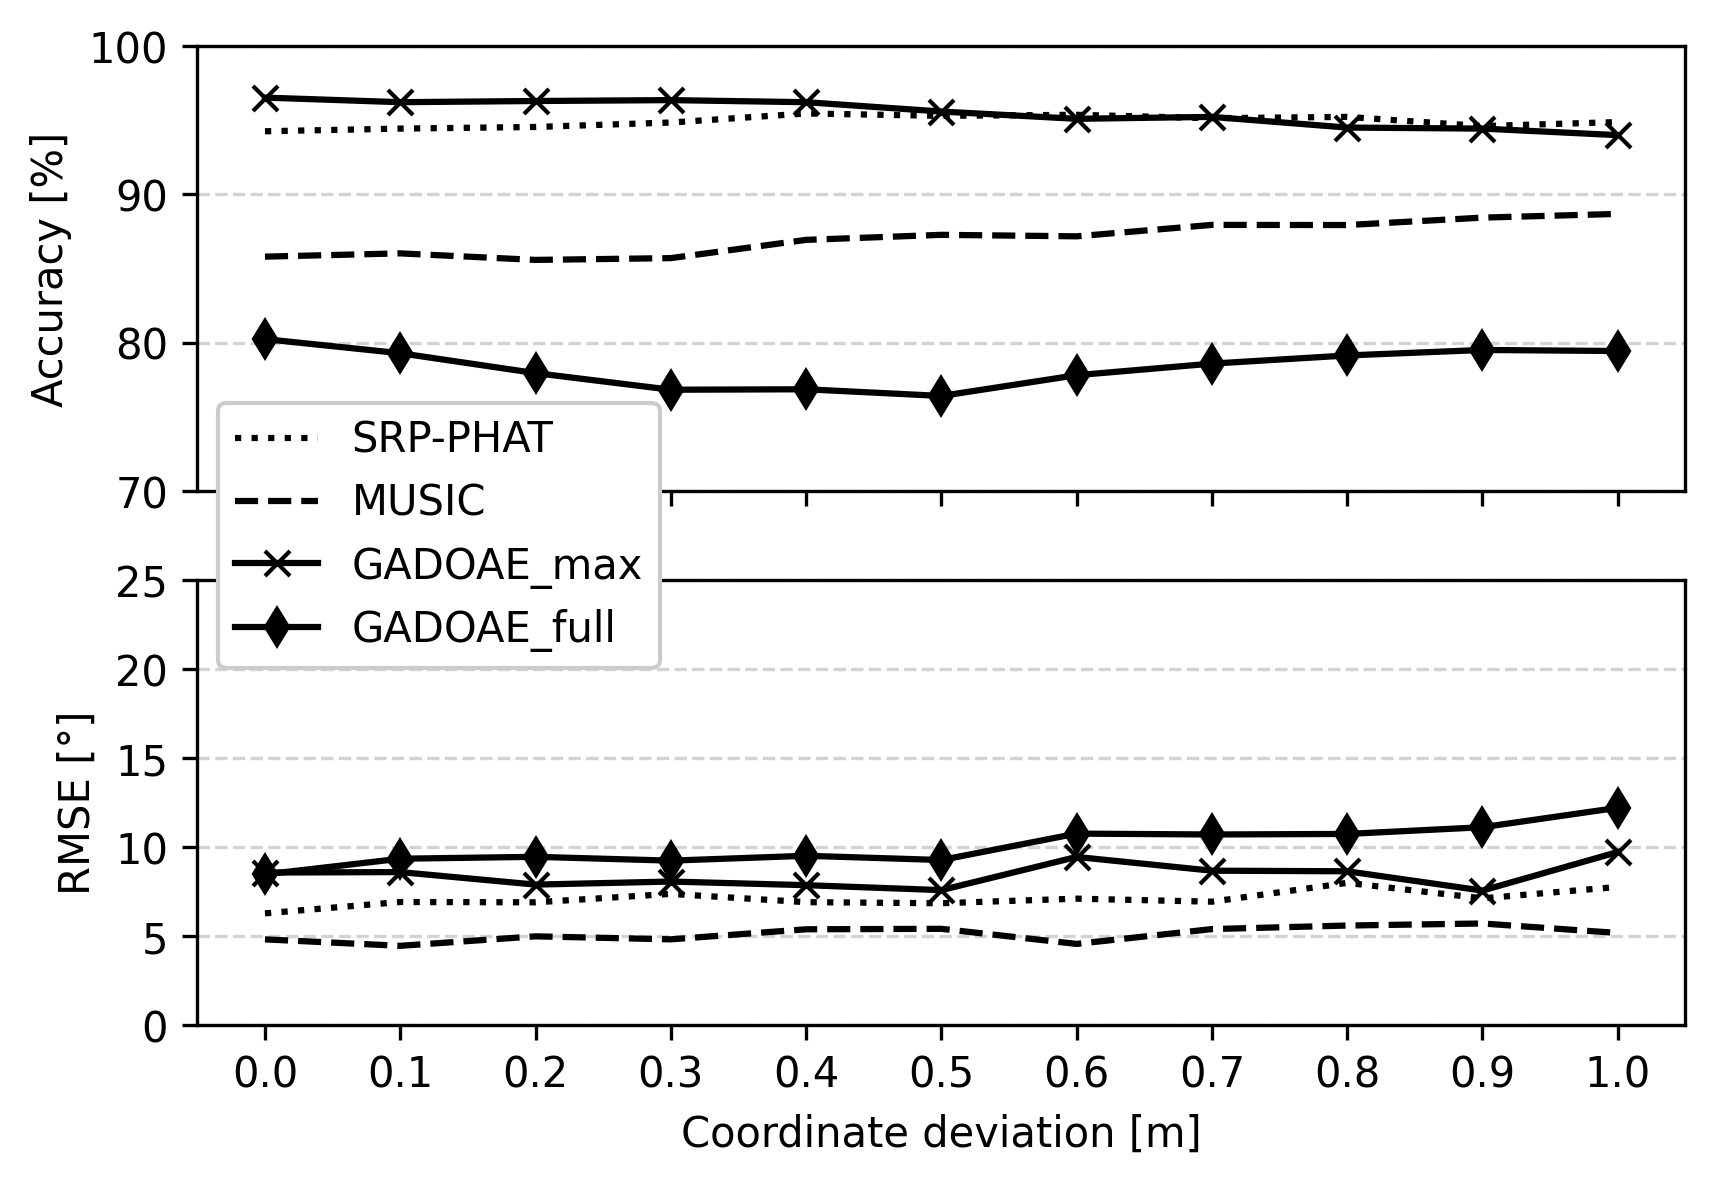 100
90
80
70
Accuracy [%]
SRP-PHAT
MUSIC
GADOAE_max
GADOAE_full
25
20
15
10
5
0
RMSE [°]
0.0 0.1 0.2 0.3 0.4 0.5 0.6 0.7 0.8 0.9 1.0
Coordinate deviation [m]